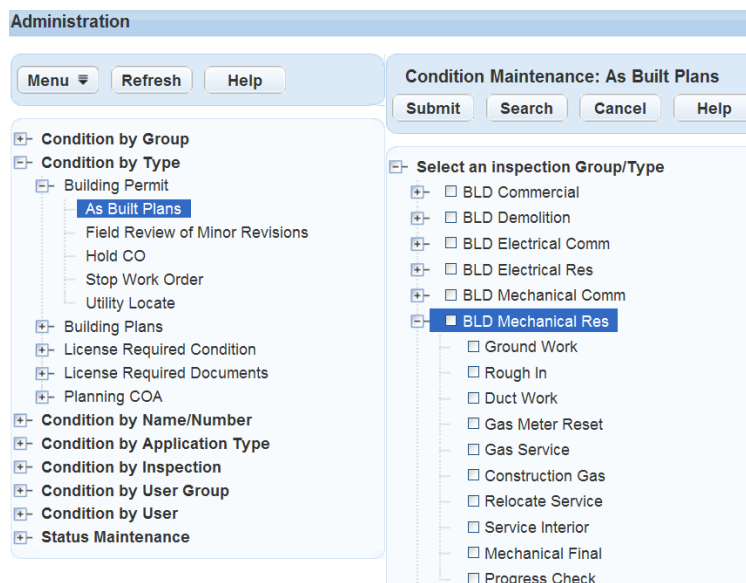 Administration
Menu
Refresh
Help
Condition by Group
Condition by Type
Building Permit
As Built Plans
Field Review of Minor Revisions
Hold CO
Stop Work Order
Utility Locate
Building Plans
License Required Condition
License Required Documents
Planning COA
Condition by Name/Number
Condition by Application Type
Condition by Inspection
Condition by User Group
Condition by User
Status Maintenance
Condition Maintenance: As Built Plans
Submit
Search
Cancel
Help
Select an inspection Group/Type
BLD Commercial
BLD Demolition
BLD Electrical Comm
BLD Electrical Res
BLD Mechanical Comm
BLD Mechanical Res
Ground Work
Rough In
Duct Work
Gas Meter Reset
Gas Service
Construction Gas
Relocate Service
Service Interior
Mechanical Final
Progress Check